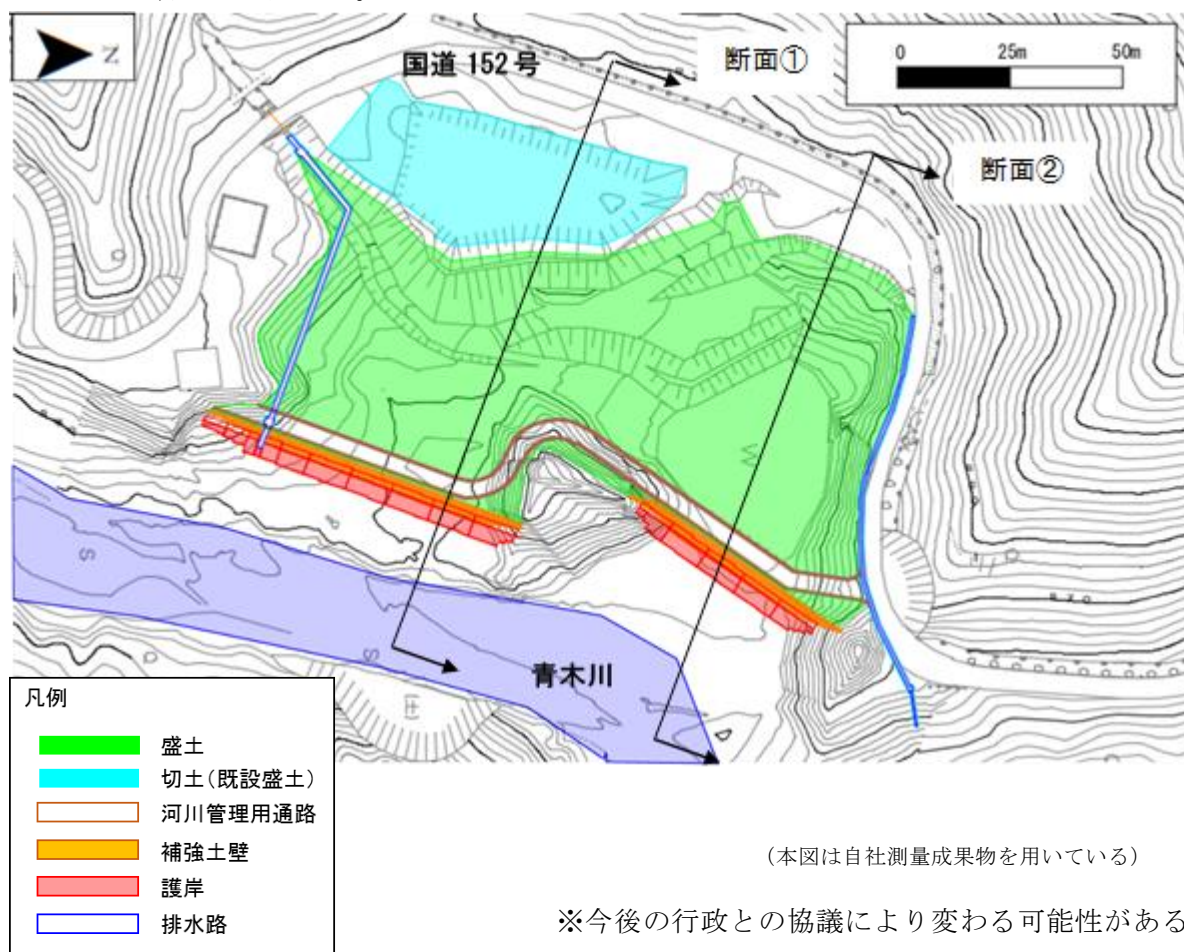 国道 152 号
断面①
0 25m 50m
断面②
青木川
凡例
盛土
切土(既設盛土)
河川管理用通路
補強土壁
護岸
排水路
(本図は自社測量成果物を用いている)
※今後の行政との協議により変わる可能性がある